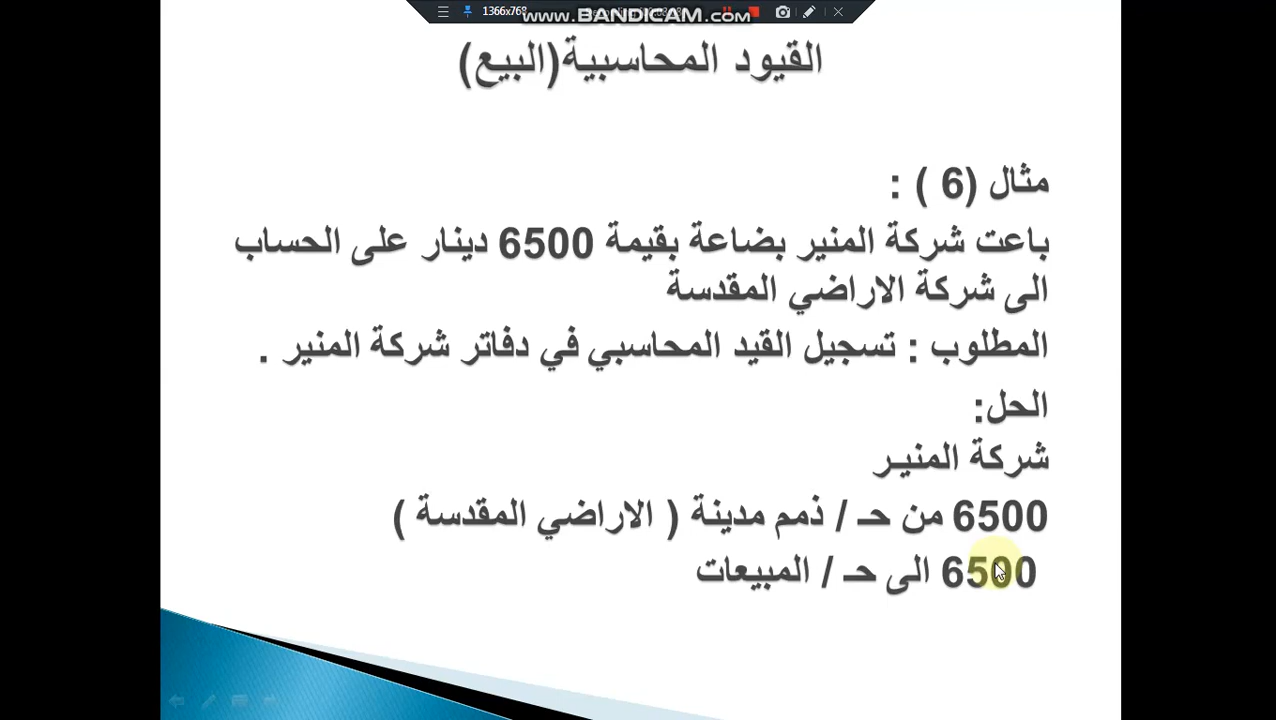 1366x768
www.BANDICAM.com
القيود المحاسبية(البيع)
مثال (6 ) :
باعت شركة المنير بضاعة بقيمة 6500 دينار على الحساب
الى شركة الاراضي المقدسة
المطلوب : تسجيل القيد المحاسبي في دفاتر شركة المنير .
الحل:
شركة المنيـر
6500 من حـ / ذمم مدينة ( الاراضي المقدسة )
6500 الى حـ / المبيعات